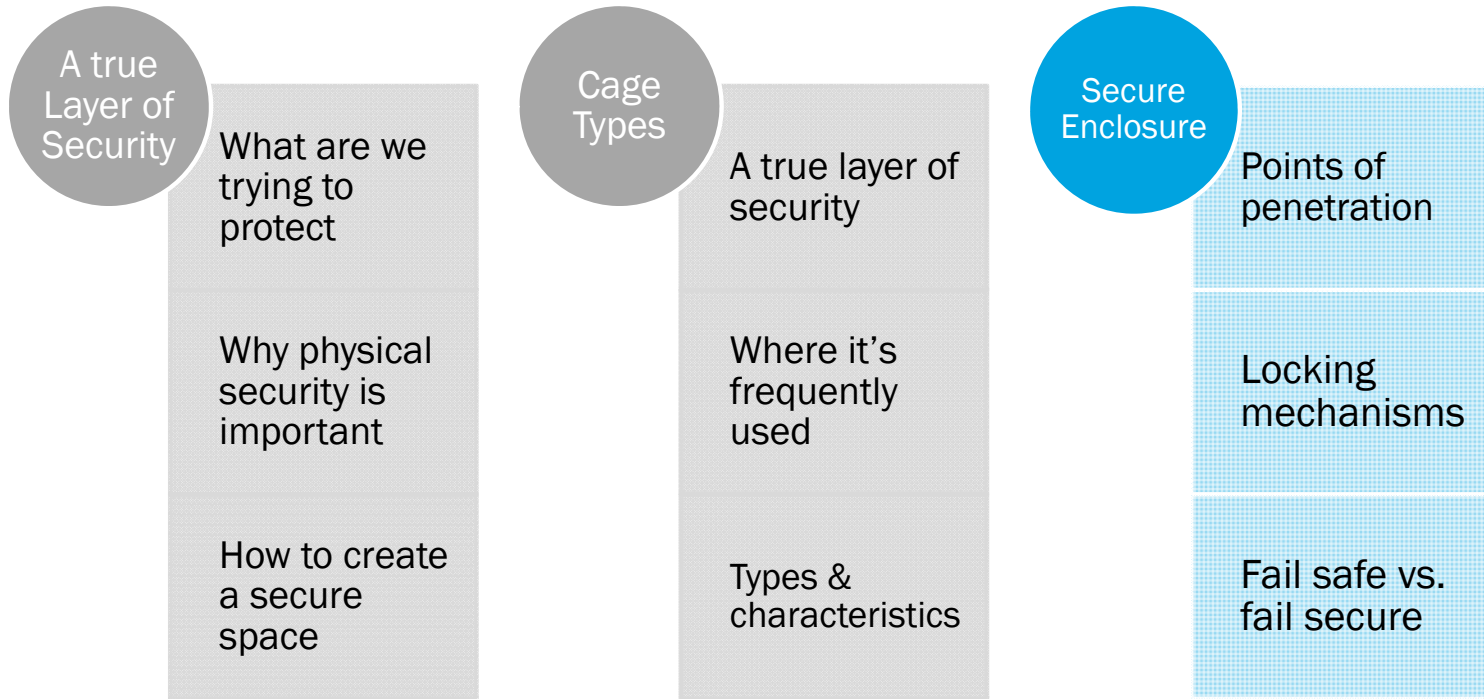 A true
Layer of
Security
What are we
trying to
protect
Why physical
security is
important
How to create
a secure
space
Cage
Types
A true layer of
security
Where it’s
frequently
used
Types &
characteristics
Secure
Enclosure
Points of
penetration
Locking
mechanisms
Fail safe vs.
fail secure